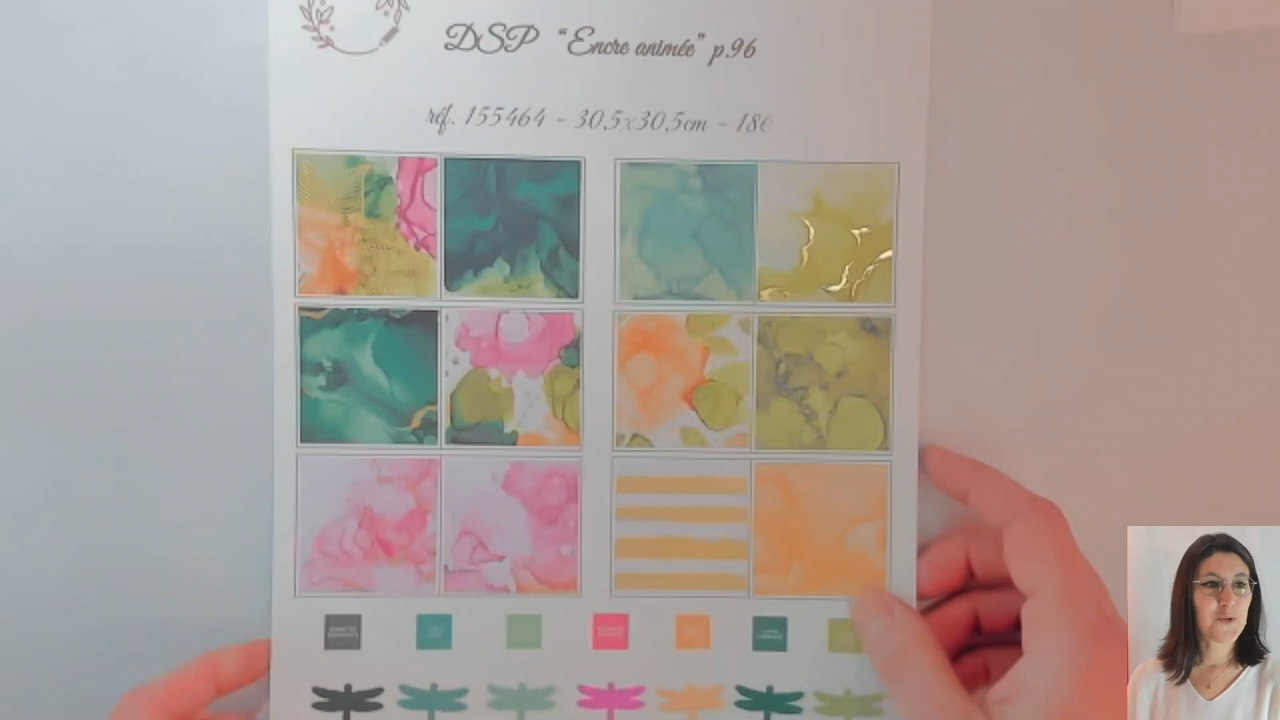 DSP "Encre animée" p.96
réf. 155464 - 30,5x30,5cm - 18€